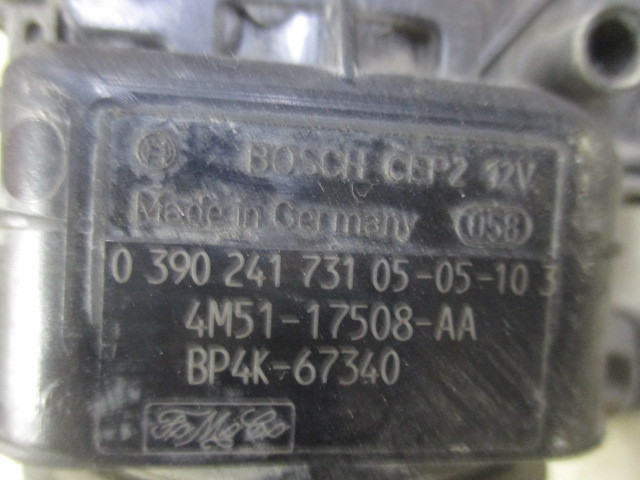 BOSCH CEP2 12V
Made in Germany 058
0 390 241 731 05-05-10 3
4M51-17508-AA
BP4K-67340
FoMoCo